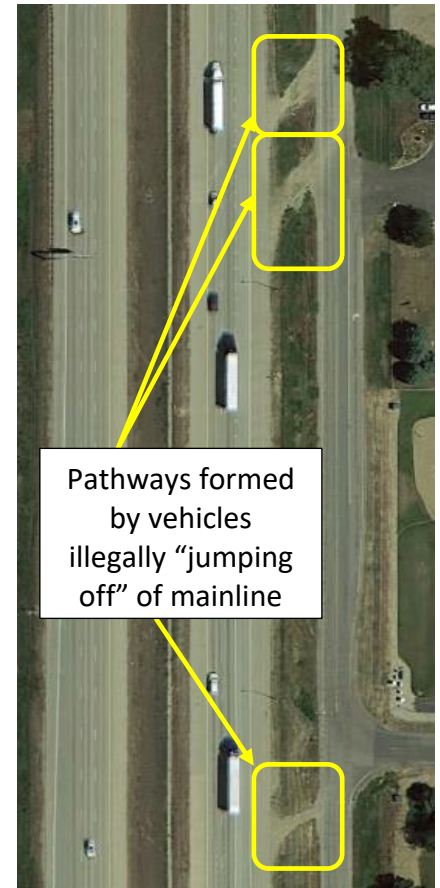 Pathways formed
by vehicles
illegally “jumping
off” of mainline